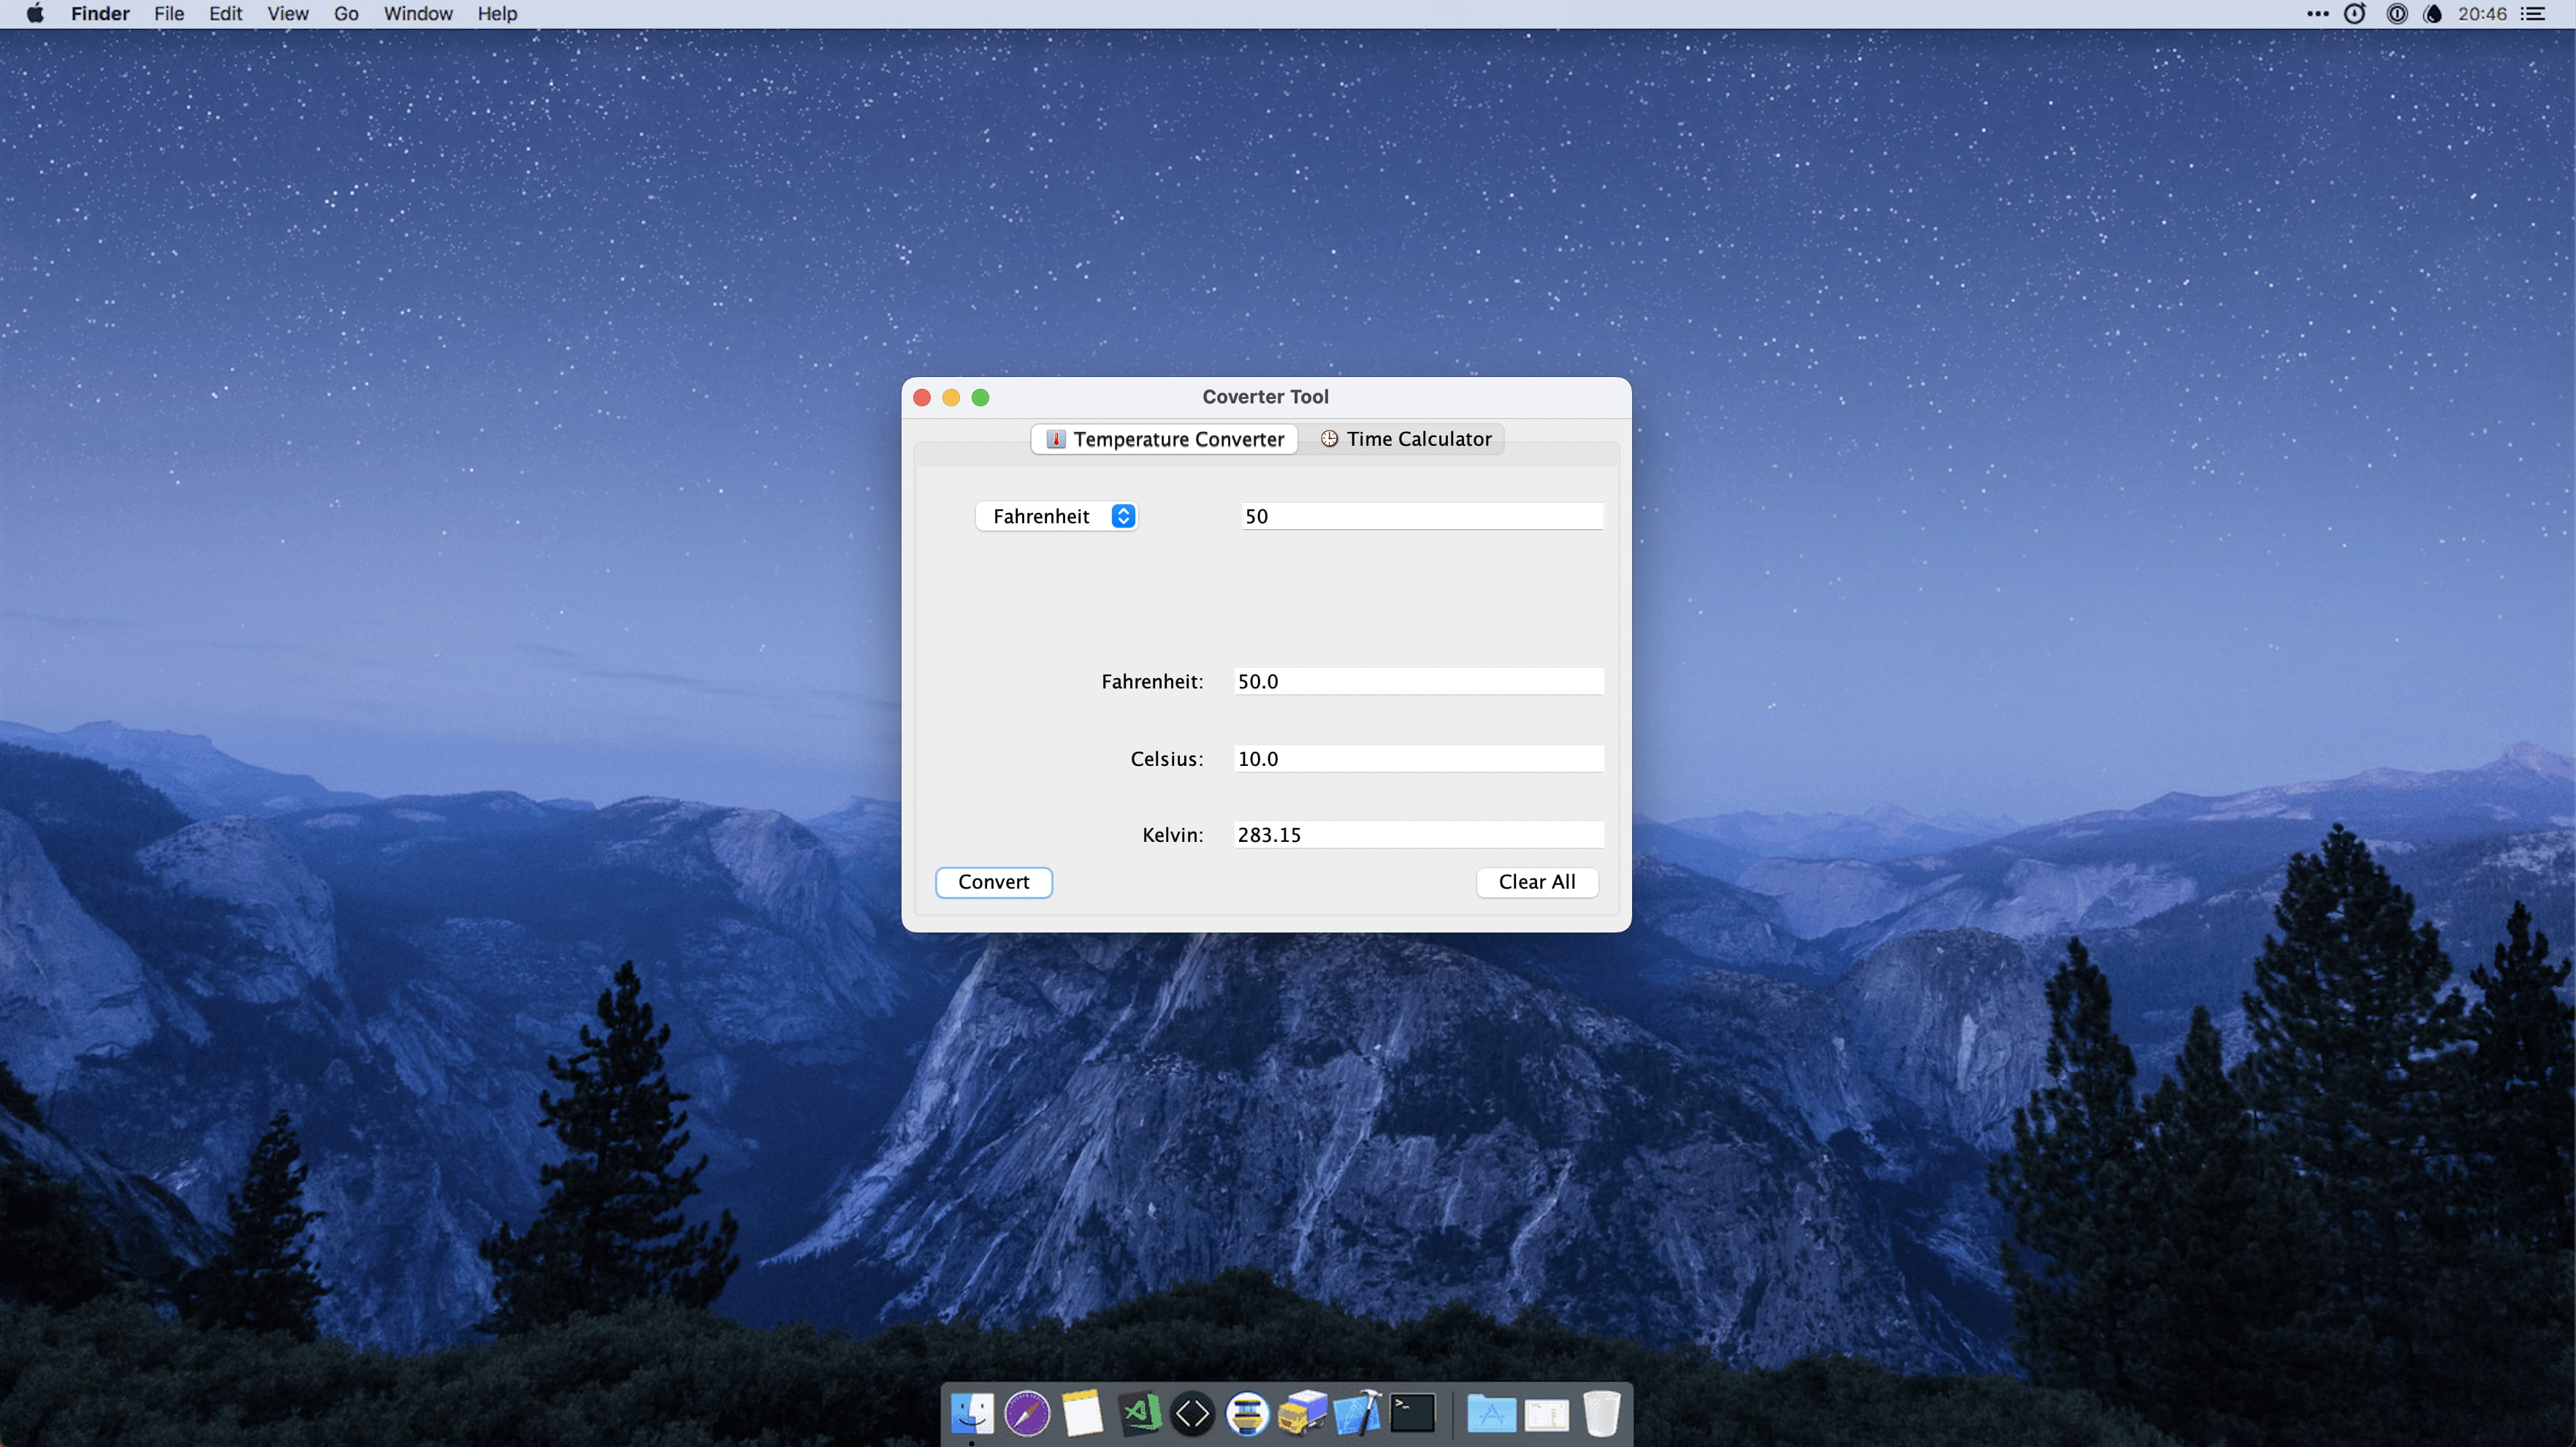 Finder File Edit View Go Window Help 20:46
Coverter Tool
Temperature Converter Time Calculator
Fahrenheit 50
Fahrenheit: 50.0
Celsius: 10.0
Kelvin: 283.15
Convert Clear All